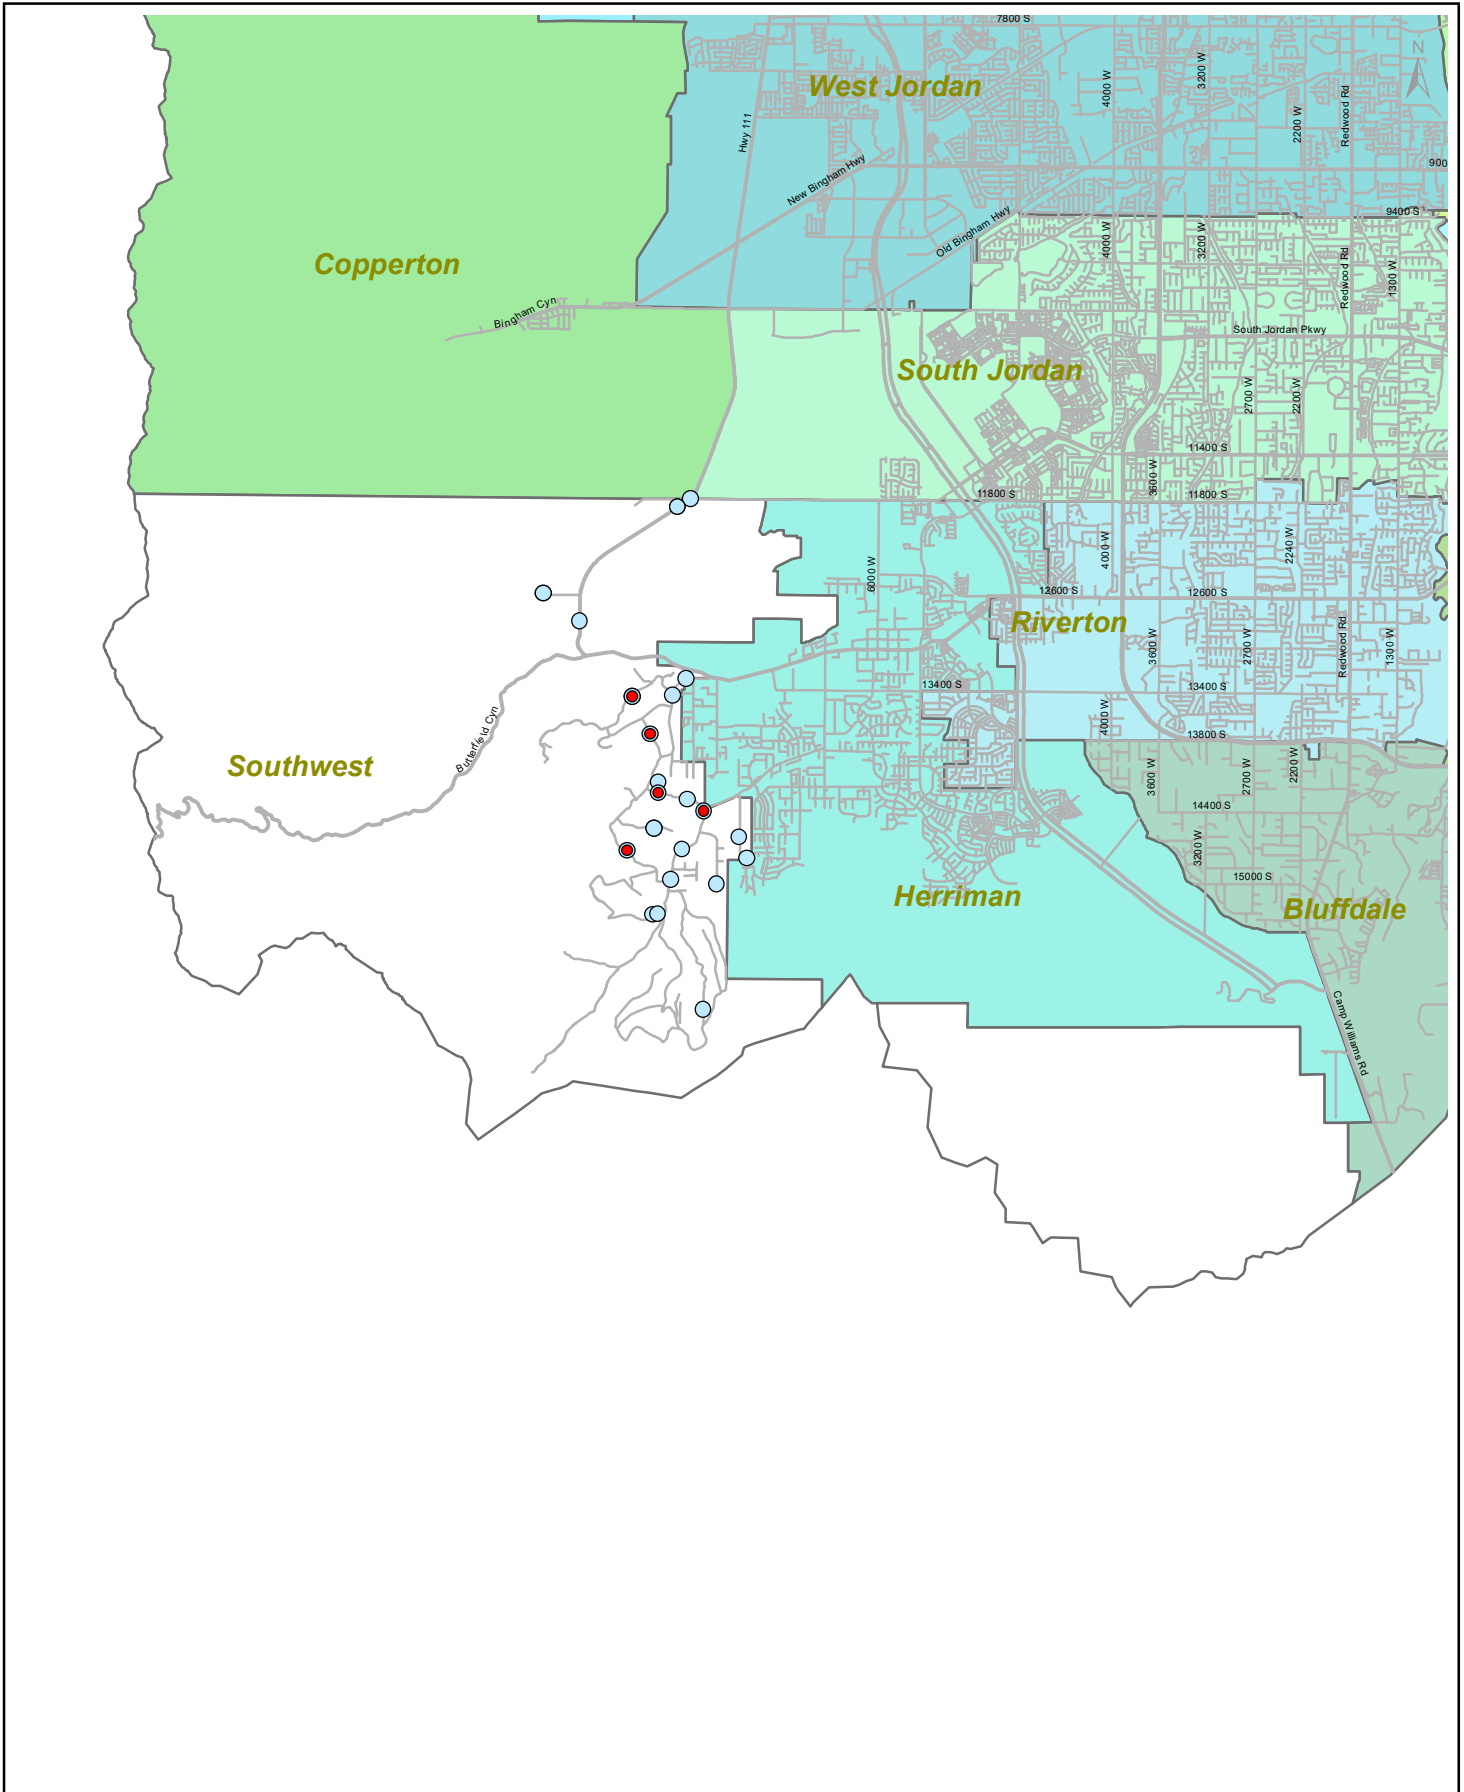 7800 S
N
West Jordan
4000 W
3200 W
2200 W
Redwood Rd
Hwy 111
New Bingham Hwy
900
Old Bingham Hwy
9400 S
4000 W
3200 W
Redwood Rd
1300 W
Copperton
Bingham Cyn
South Jordan Pkwy
South Jordan
2700 W
2200 W
11400 S
3600 W
11800 S
11800 S
4000 W
2240 W
6000 W
12600 S
12600 S
Riverton
3600 W
2700 W
Redwood Rd
1300 W
13400 S
13400 S
4000 W
13800 S
Butterfield Cyn
Southwest
3600 W
2700 W
2200 W
14400 S
3200 W
15000 S
Herriman
Bluffdale
Camp Williams Rd